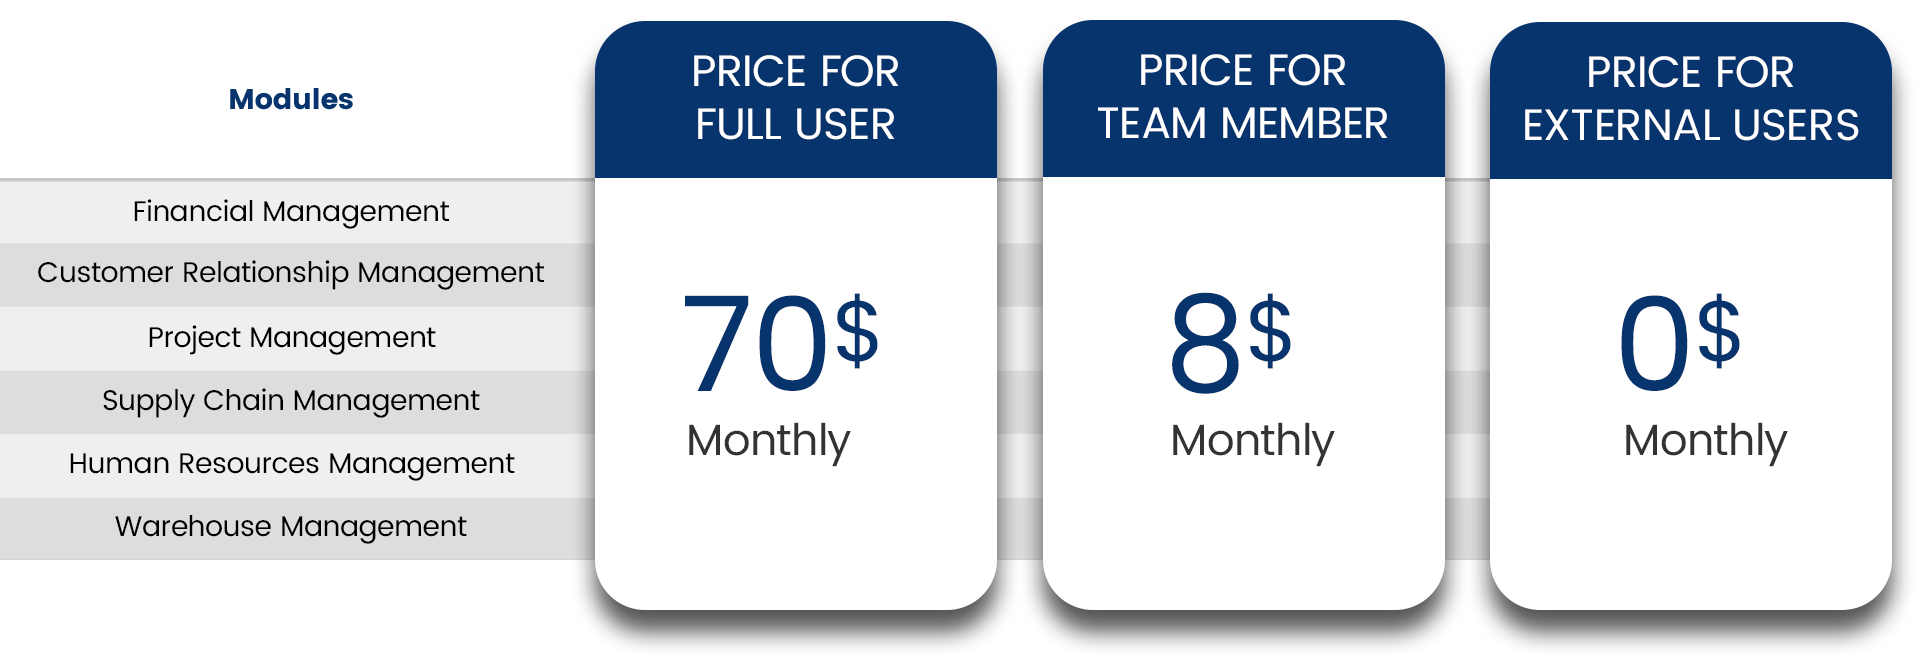 Modules
Financial Management
Customer Relationship Management
Project Management
Supply Chain Management
Human Resources Management
Warehouse Management
PRICE FOR
FULL USER
70$
Monthly
PRICE FOR
TEAM MEMBER
8$
Monthly
PRICE FOR
EXTERNAL USERS
0$
Monthly